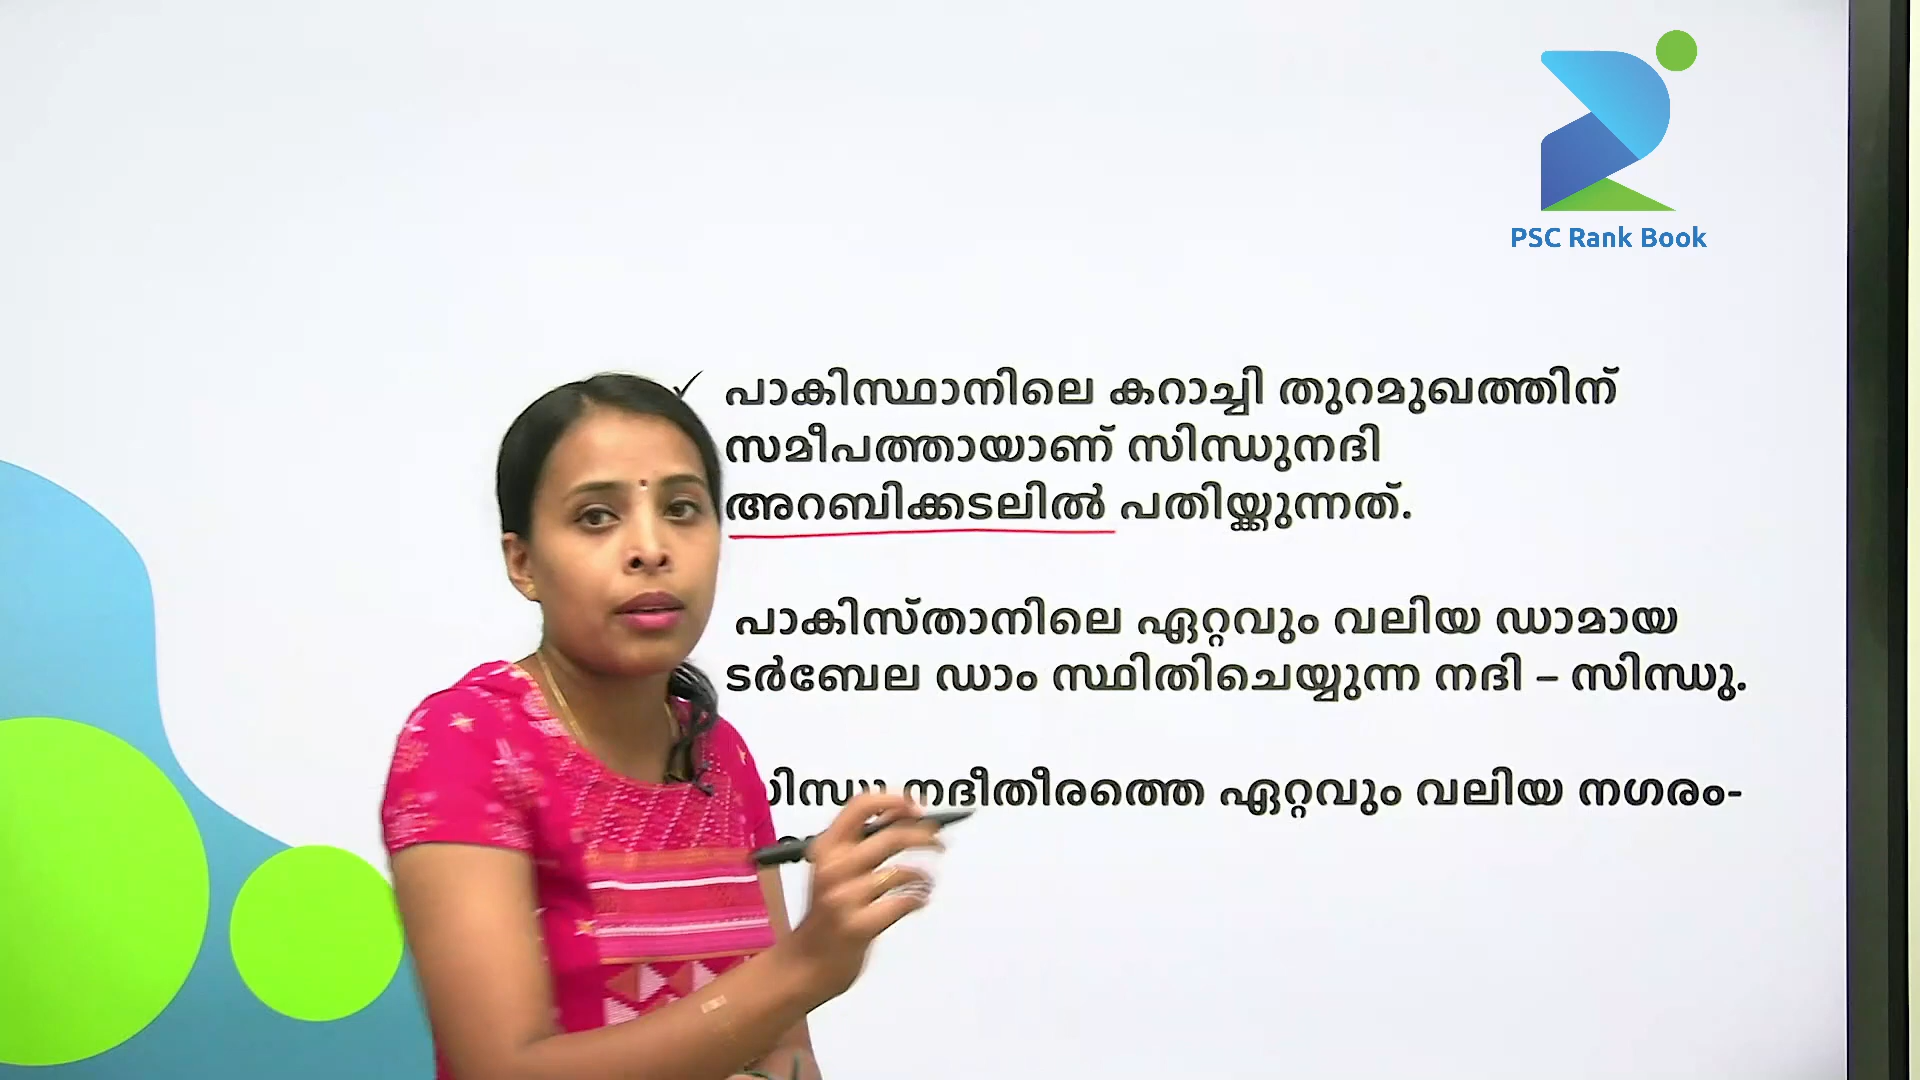 PSC Rank Book
✓ പാകിസ്ഥാനിലെ കറാച്ചി തുറമുഖത്തിന്
സമീപത്തായാണ് സിന്ധുനദി
അറബിക്കടലിൽ പതിയ്ക്കുന്നത്.
പാകിസ്താനിലെ ഏറ്റവും വലിയ ഡാമായ
ടർബേല ഡാം സ്ഥിതിചെയ്യുന്ന നദി – സിന്ധു.
സിന്ധു നദീതീരത്തെ ഏറ്റവും വലിയ നഗരം-